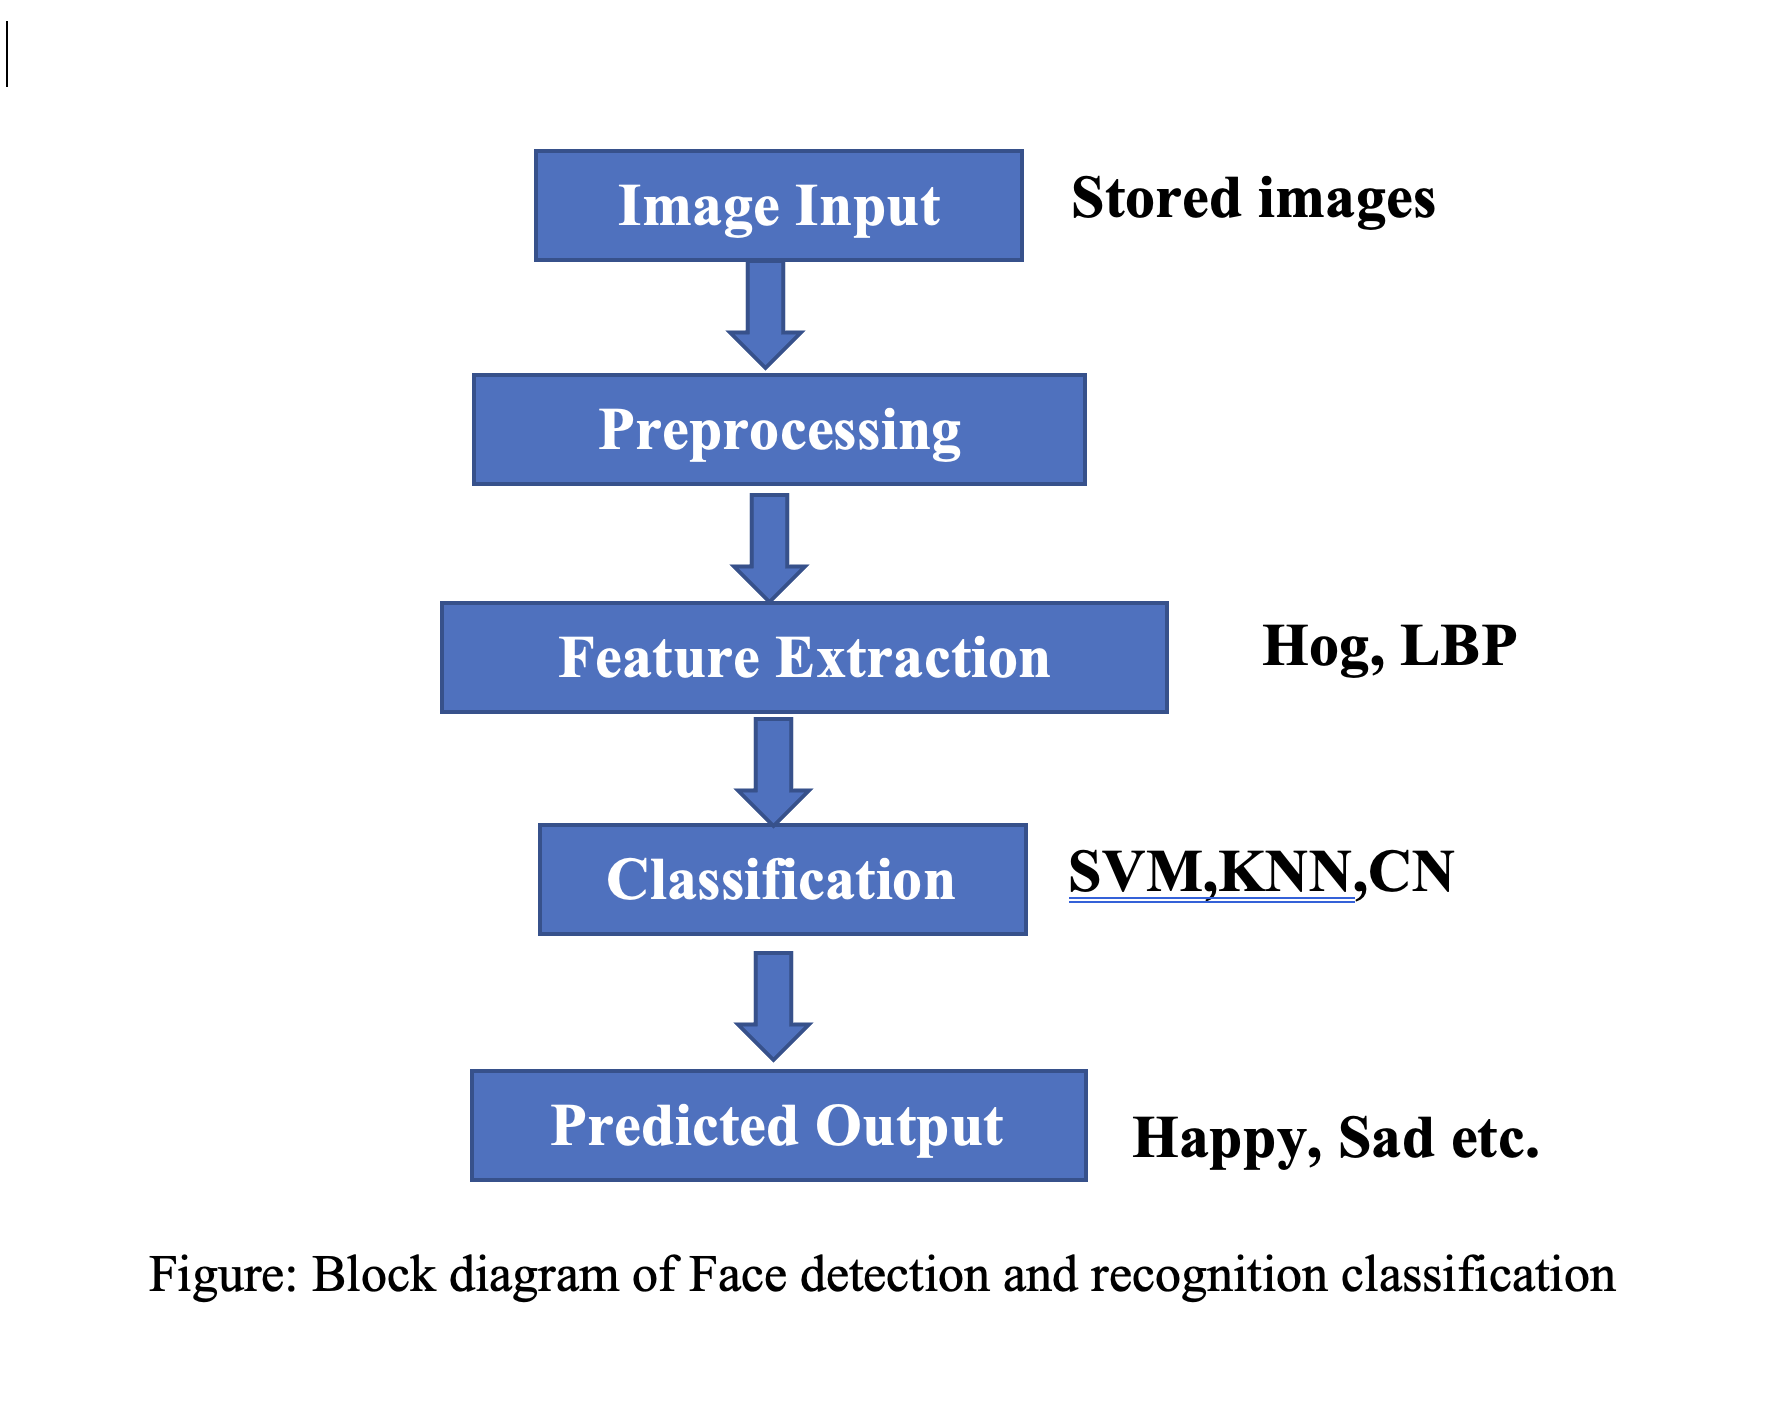 Image Input
Stored images
Preprocessing
Feature Extraction
Hog, LBP
Classification
SVM,KNN,CN
Predicted Output
Happy, Sad etc.
Figure: Block diagram of Face detection and recognition classification